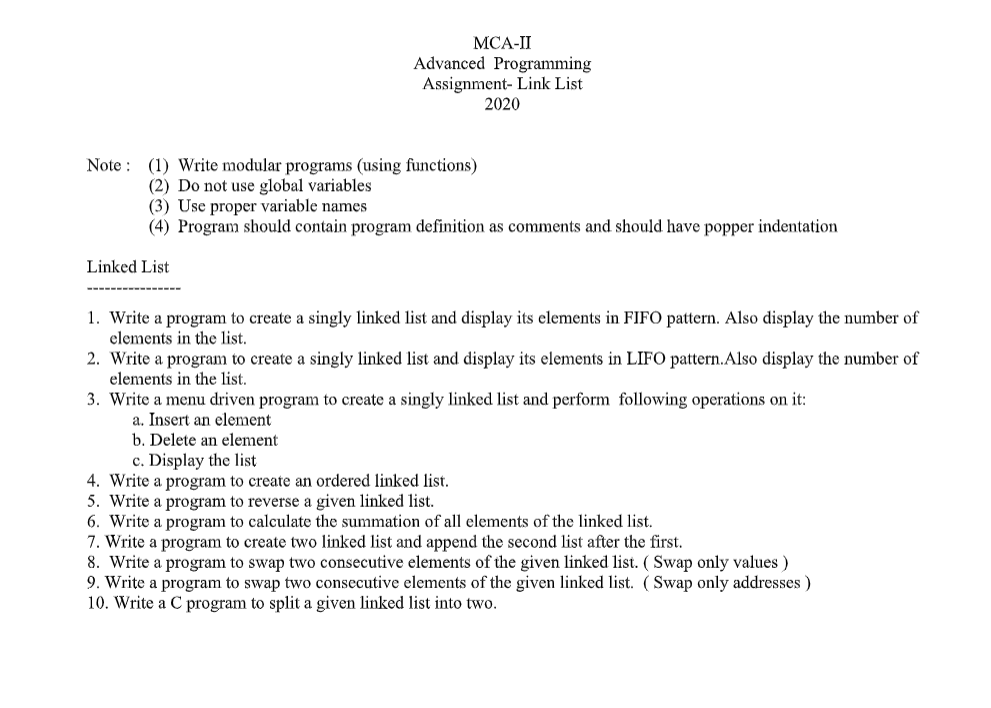 MCA-II
Advanced Programming
Assignment- Link List
2020
Note : (1) Write modular programs (using functions)
(2) Do not use global variables
(3) Use proper variable names
(4) Program should contain program definition as comments and should have popper indentation
Linked List
----------------
1. Write a program to create a singly linked list and display its elements in FIFO pattern. Also display the number of
elements in the list.
2. Write a program to create a singly linked list and display its elements in LIFO pattern.Also display the number of
elements in the list.
3. Write a menu driven program to create a singly linked list and perform following operations on it:
a. Insert an element
b. Delete an element
c. Display the list
4. Write a program to create an ordered linked list.
5. Write a program to reverse a given linked list.
6. Write a program to calculate the summation of all elements of the linked list.
7. Write a program to create two linked list and append the second list after the first.
8. Write a program to swap two consecutive elements of the given linked list. ( Swap only values )
9. Write a program to swap two consecutive elements of the given linked list. ( Swap only addresses )
10. Write a C program to split a given linked list into two.